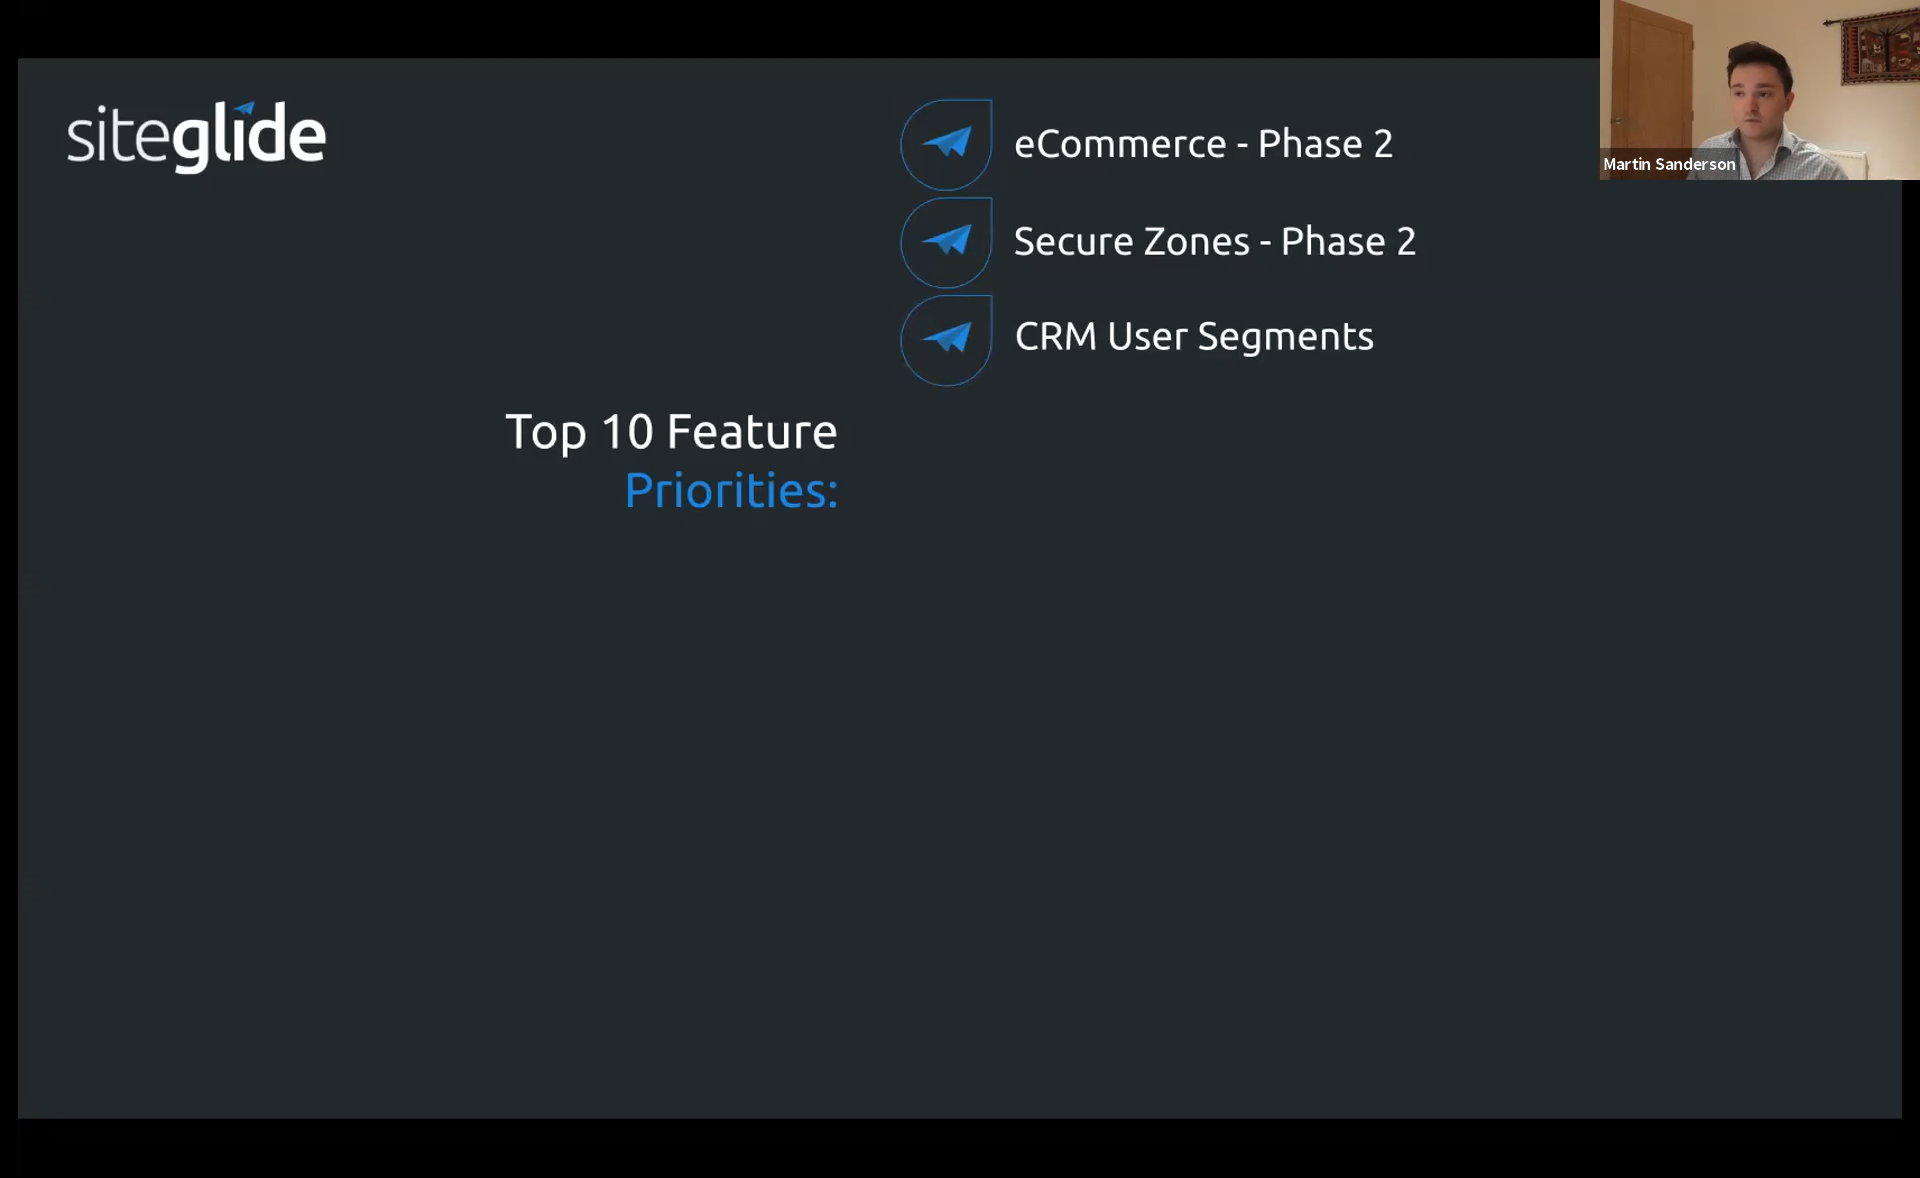 siteglide
eCommerce - Phase 2
Secure Zones - Phase 2
CRM User Segments
Top 10 Feature
Priorities:
Martin Sanderson